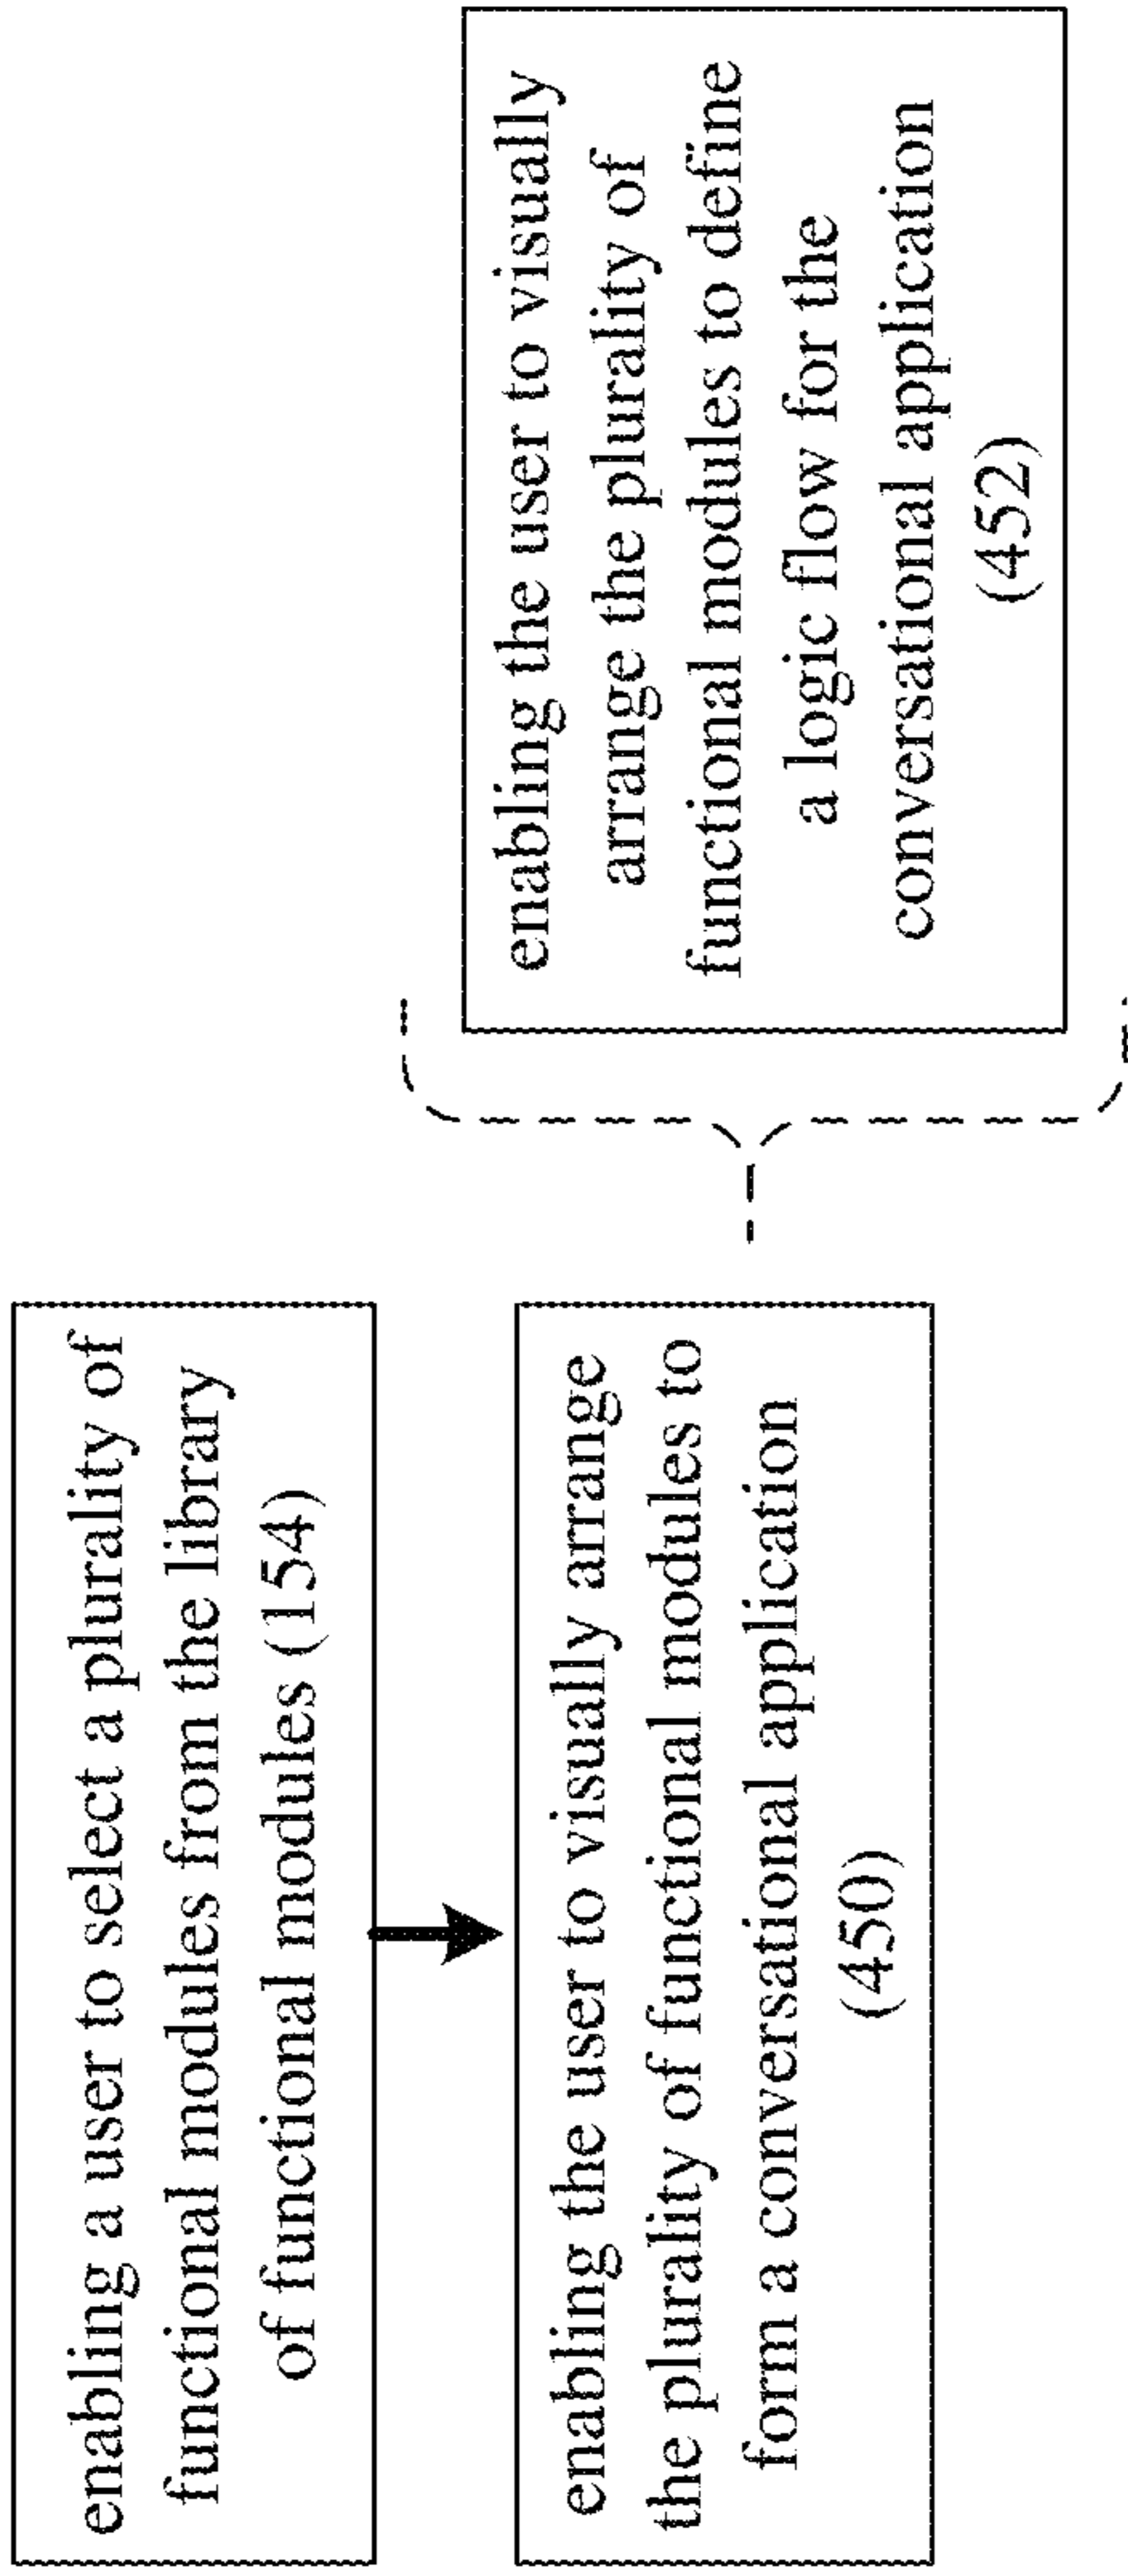 enabling a user to select a plurality of
functional modules from the library
of functional modules (154)
enabling the user to visually arrange
the plurality of functional modules to
form a conversational application
(450)
enabling the user to visually
arrange the plurality of
functional modules to define
a logic flow for the
conversational application
(452)